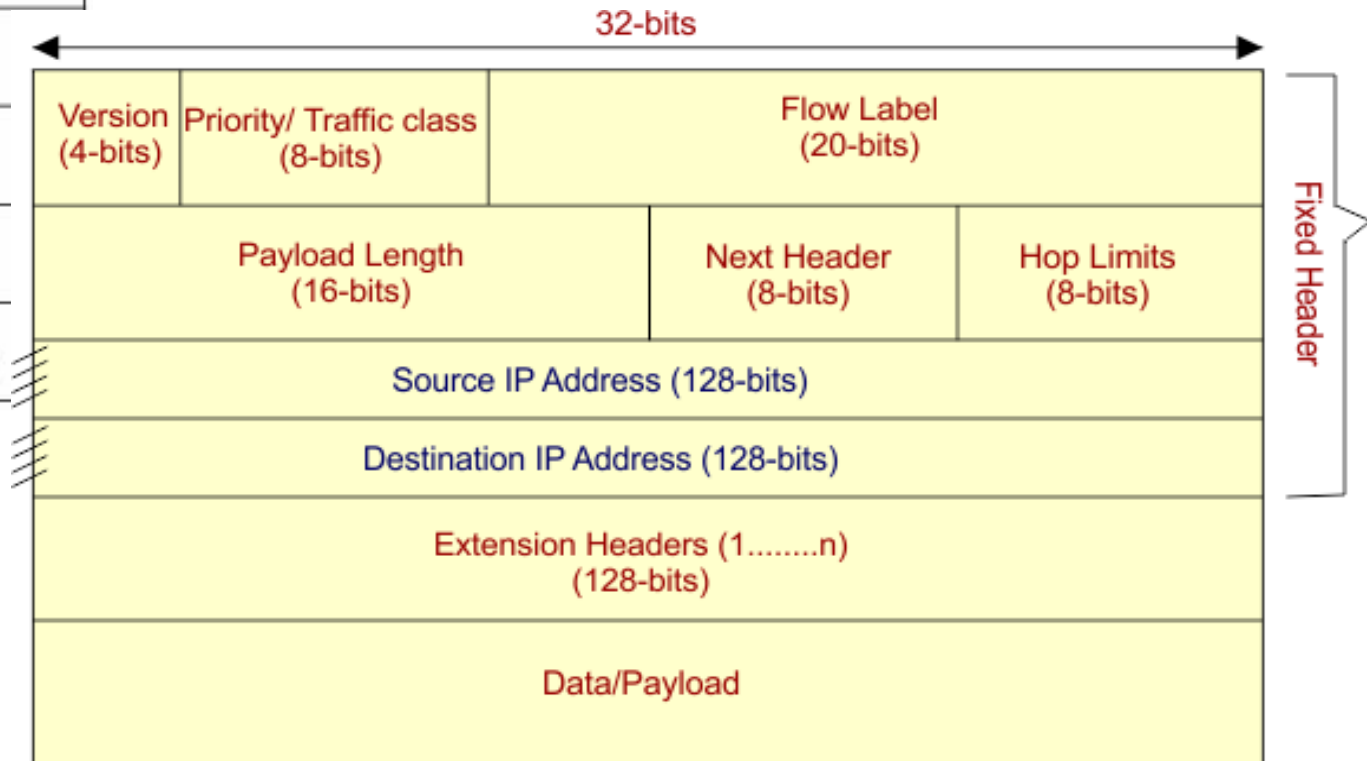 32-bits
Version
(4-bits)
Priority/ Traffic class
(8-bits)
Flow Label
(20-bits)
Payload Length
(16-bits)
Next Header
(8-bits)
Hop Limits
(8-bits)
Fixed Header
Source IP Address (128-bits)
Destination IP Address (128-bits)
Extension Headers (1........n)
(128-bits)
Data/Payload